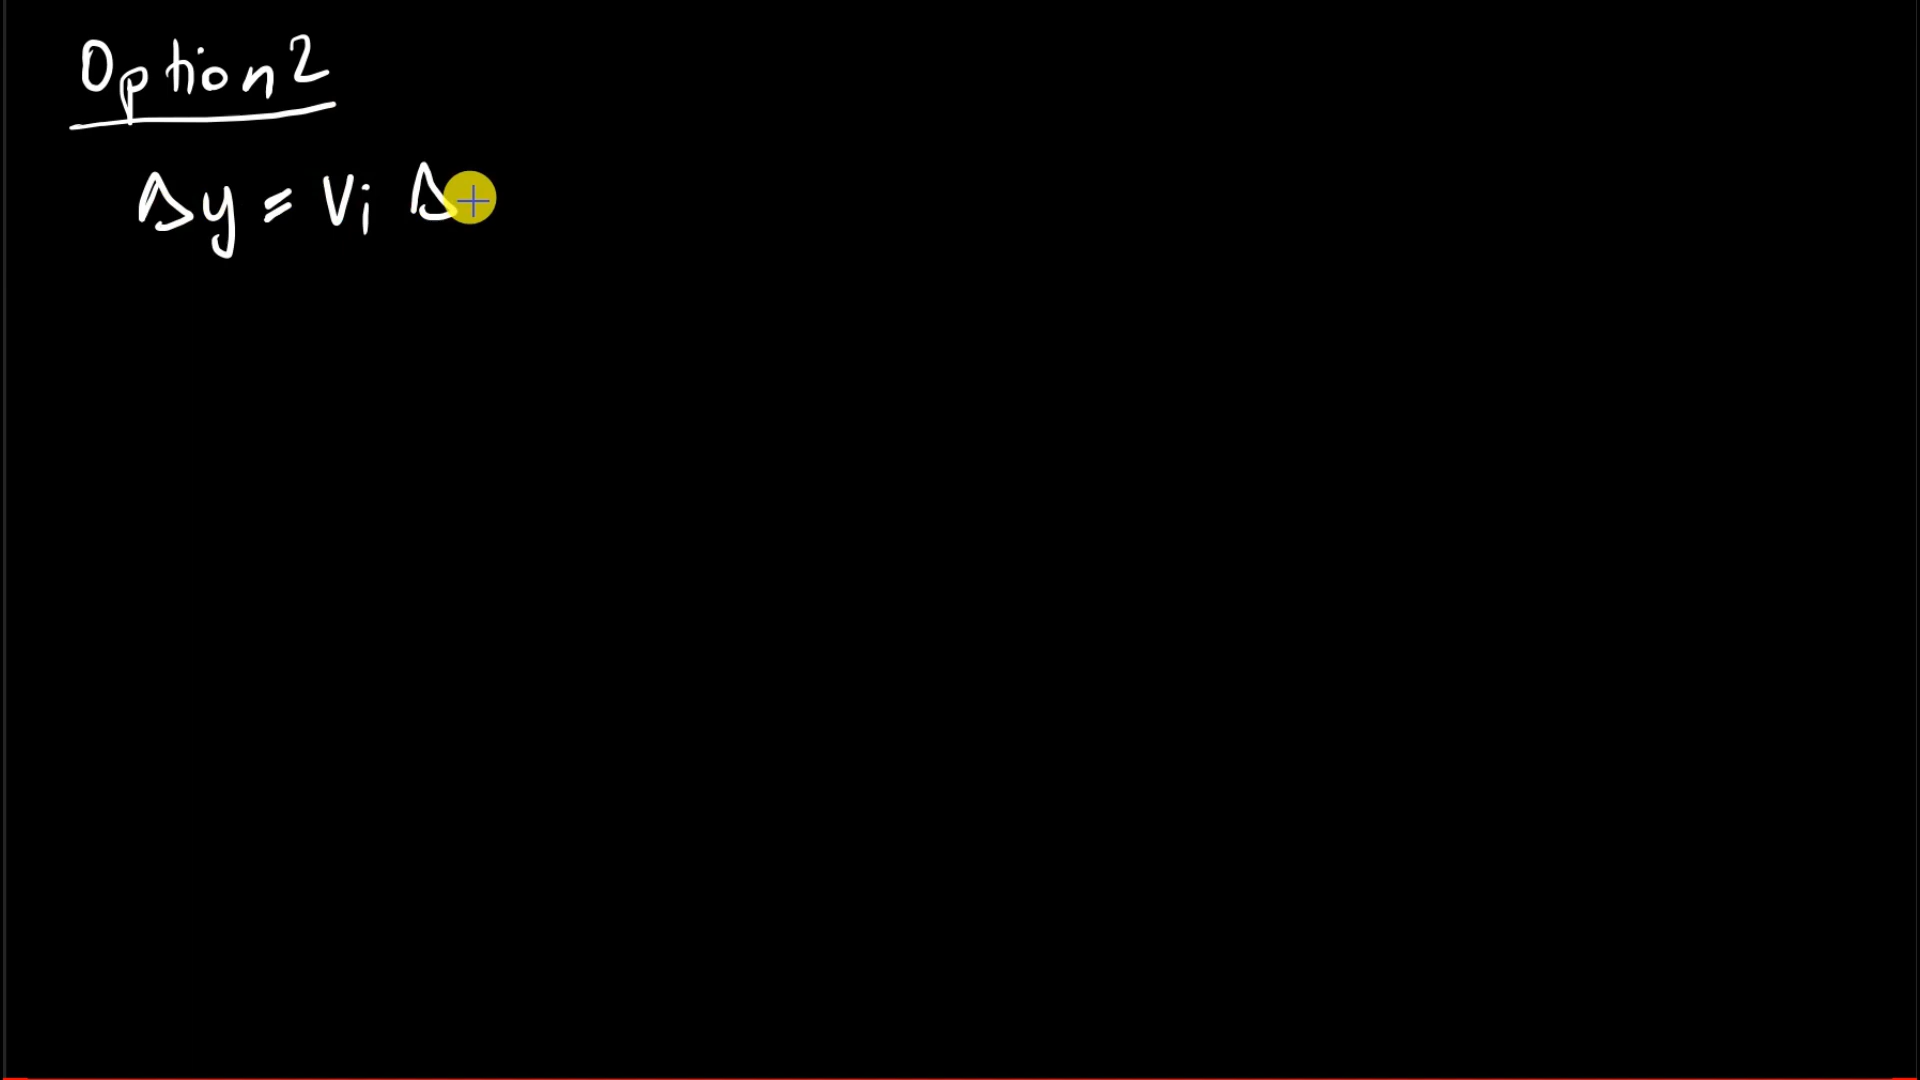 Option 2
Δy = Vi Δ